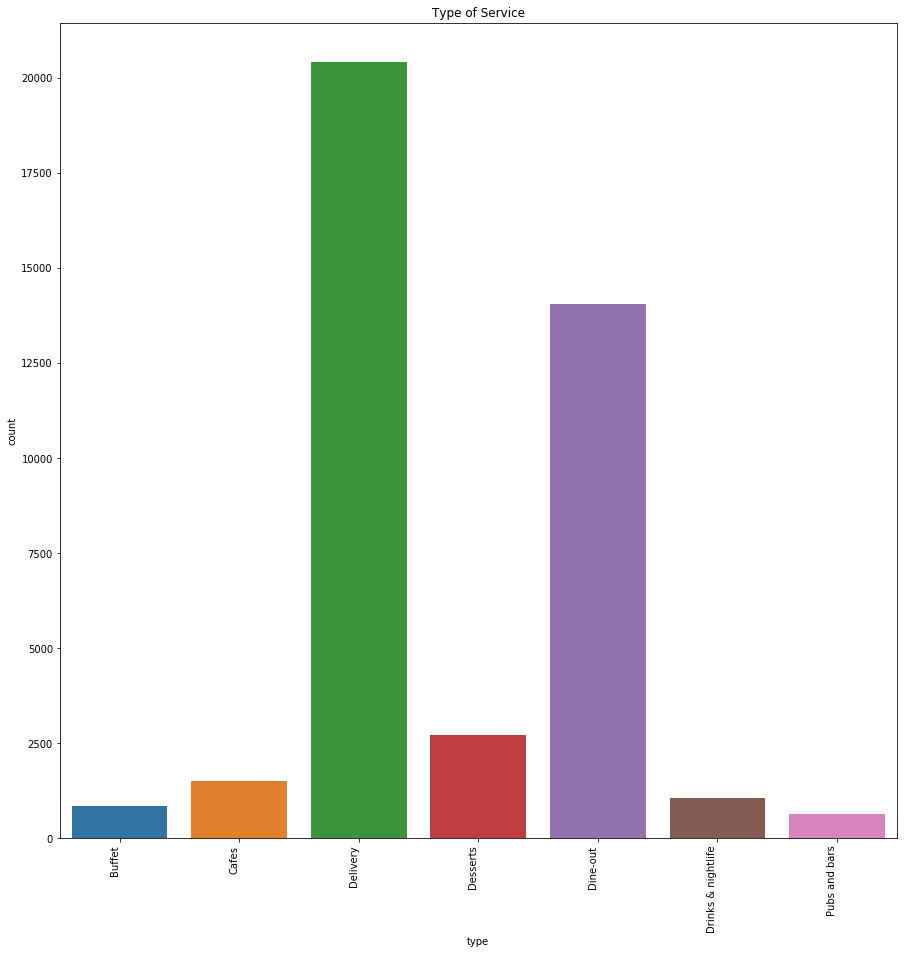 Type of Service
20000
17500
15000
12500
10000
7500
5000
2500
0
count
Buffet
Cafes
Delivery
Desserts
Dine-out
Drinks & nightlife
Pubs and bars
type